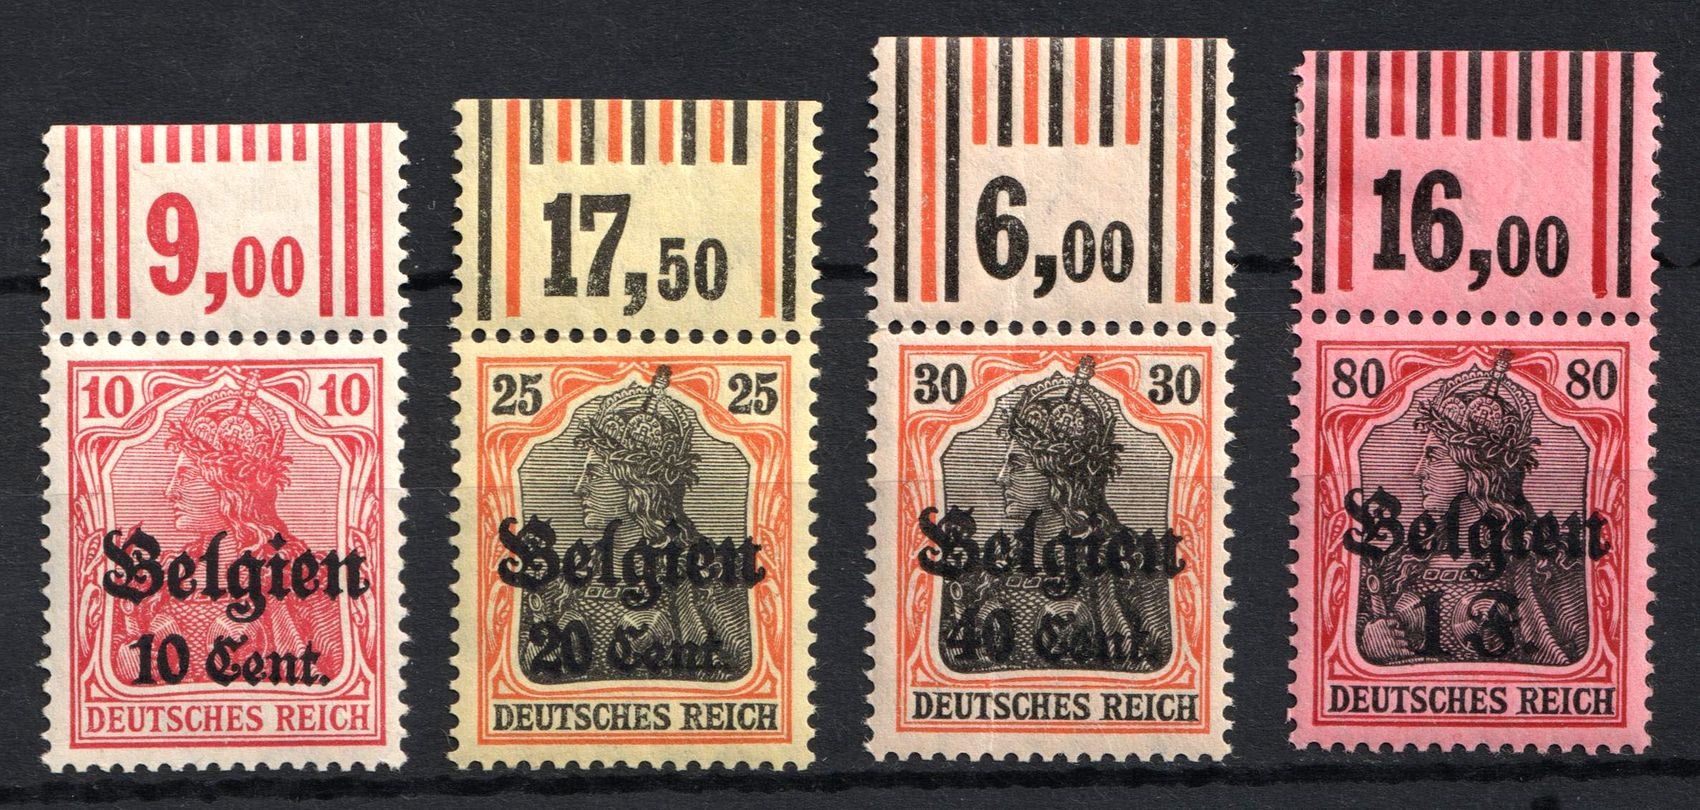 9,00
10 10
Belgien
10 Cent.
DEUTSCHES REICH
17,50
25 25
Belgien
20 Cent.
DEUTSCHES REICH
6,00
30 30
Belgien
40 Cent.
DEUTSCHES REICH
16,00
80 80
Belgien
1 F.
DEUTSCHES REICH